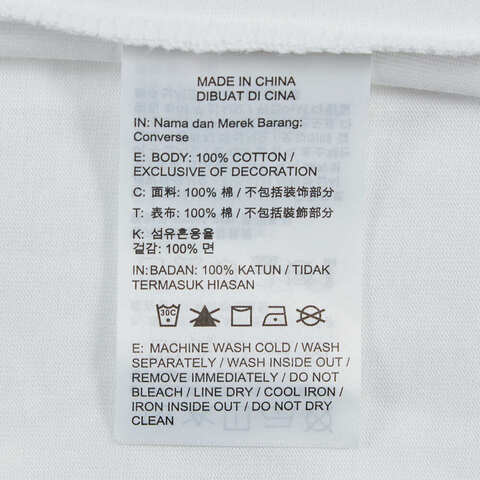 MADE IN CHINA
DIBUAT DI CINA
IN: Nama dan Merek Barang:
Converse
E: BODY: 100% COTTON /
EXCLUSIVE OF DECORATION
C: 面料: 100% 棉 / 不包括装饰部分
T: 表布: 100% 棉 / 不包括裝飾部分
K: 섬유혼용율
겉감: 100% 면
IN:BADAN: 100% KATUN / TIDAK
TERMASUK HIASAN
30C
E: MACHINE WASH COLD / WASH
SEPARATELY / WASH INSIDE OUT /
REMOVE IMMEDIATELY / DO NOT
BLEACH / LINE DRY / COOL IRON /
IRON INSIDE OUT / DO NOT DRY
CLEAN